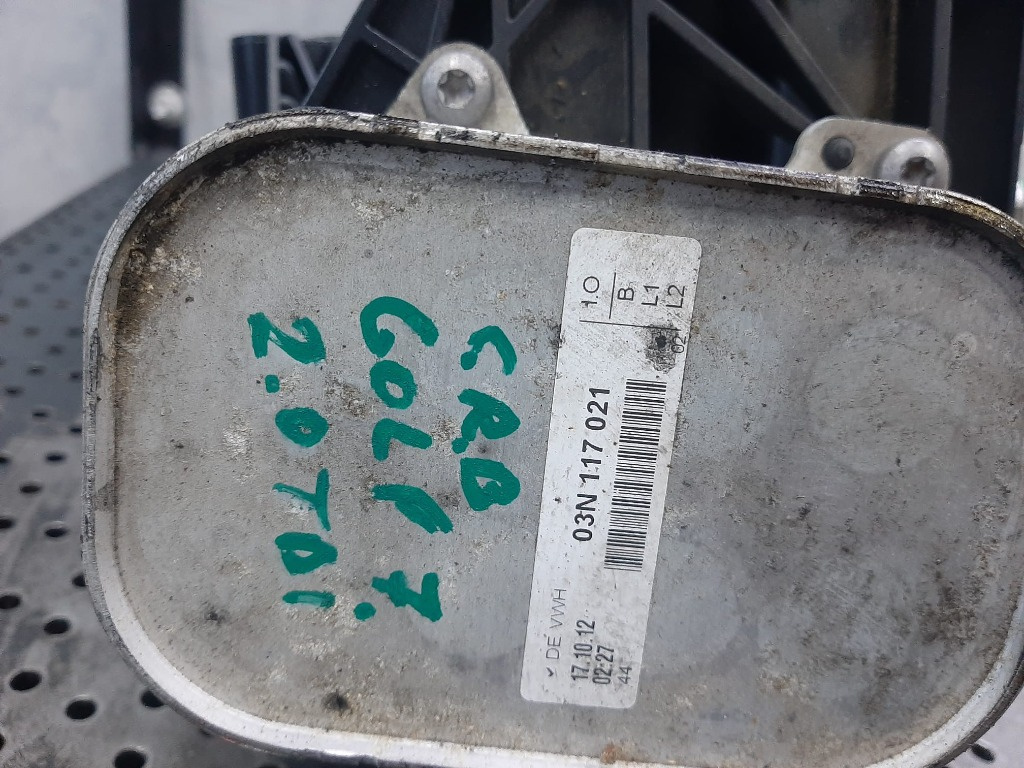 C.R.B
GOLF 7.
2.0 TDI
1.O
B
L1
L2
02
03N 117 021
DE VWH
17.10.12
02:27
44